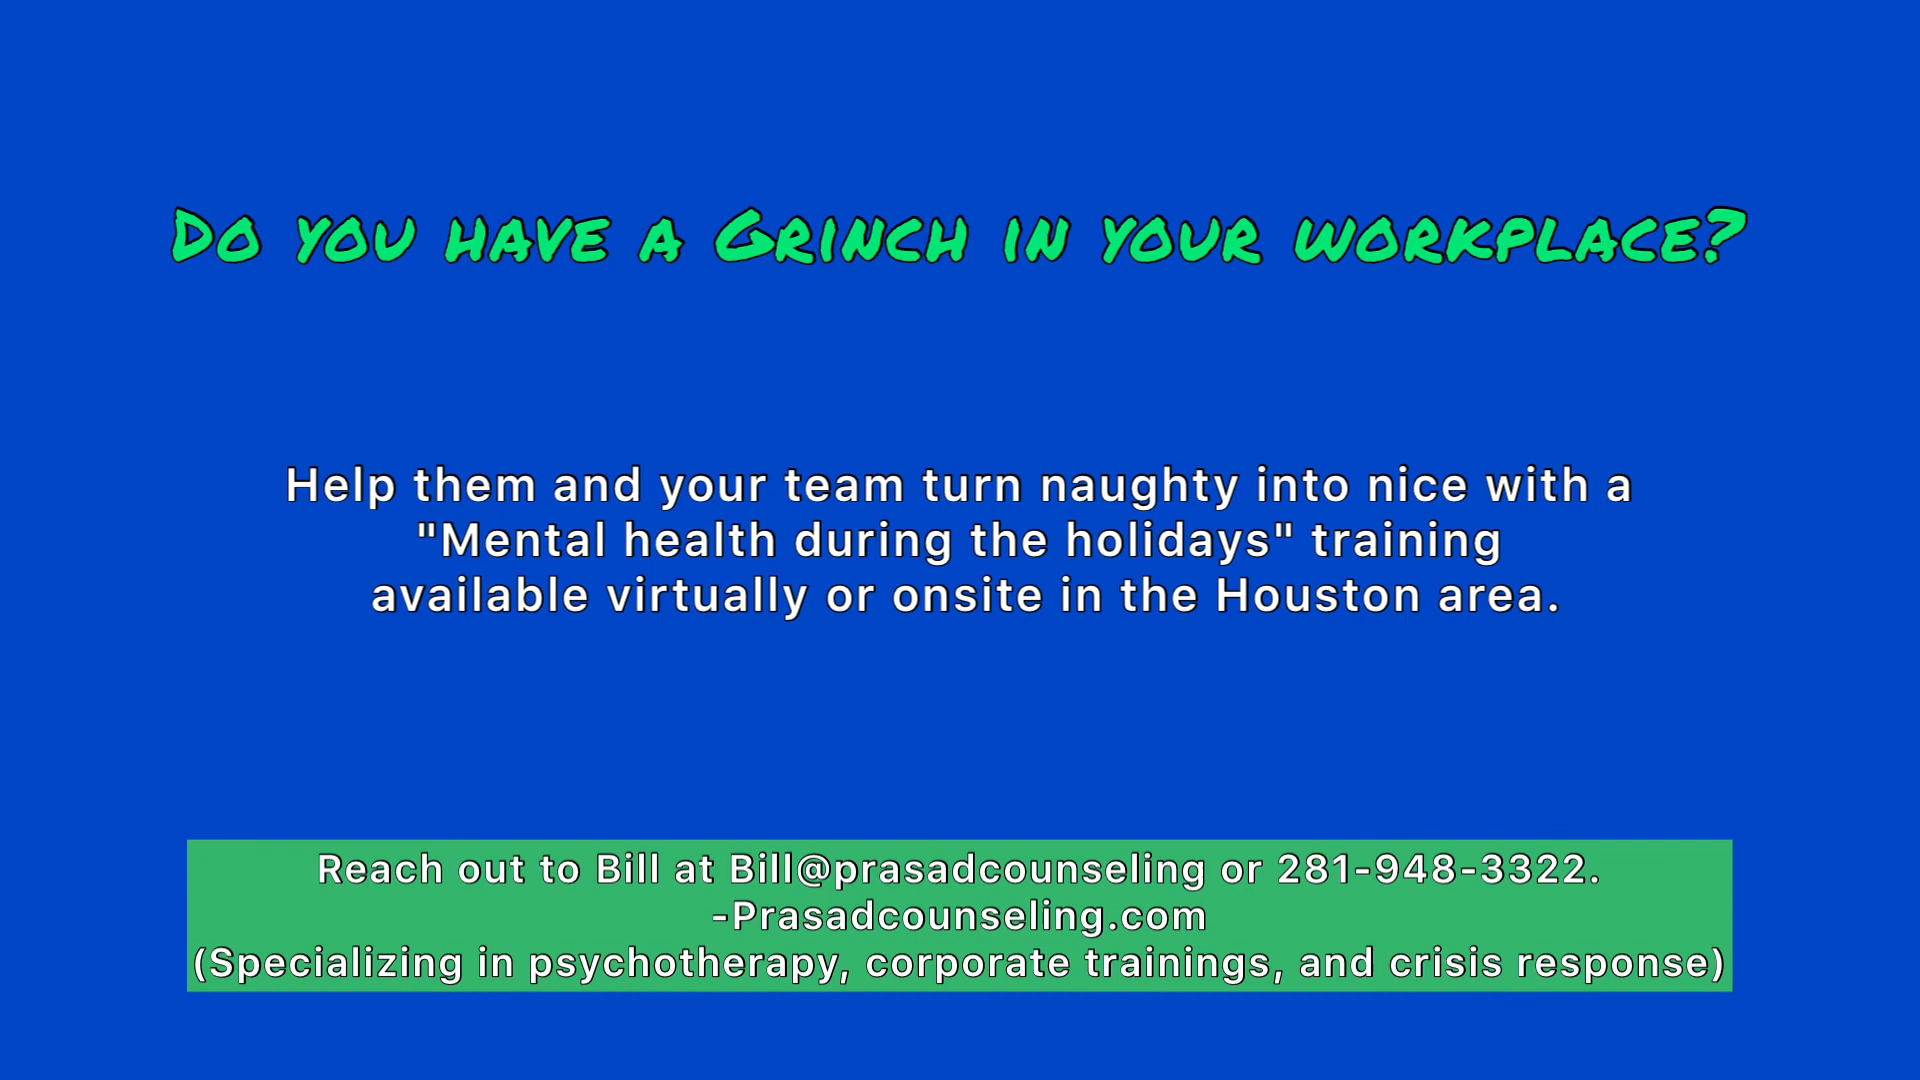 Do you have a Grinch in your workplace?
Help them and your team turn naughty into nice with a
"Mental health during the holidays" training
available virtually or onsite in the Houston area.
Reach out to Bill at Bill@prasadcounseling or 281-948-3322.
-Prasadcounseling.com
(Specializing in psychotherapy, corporate trainings, and crisis response)